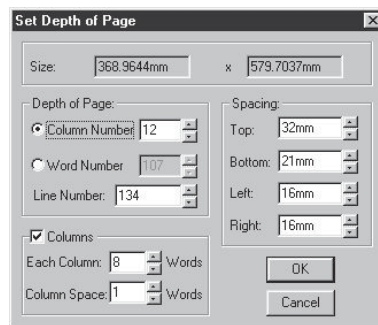 Set Depth of Page
Size: 368.9644mm x 579.7037mm
Depth of Page:
Column Number 12
Word Number 107
Line Number: 134
Columns
Each Column: 8 Words
Column Space: 1 Words
Spacing:
Top: 32mm
Bottom: 21mm
Left: 16mm
Right: 16mm
OK
Cancel